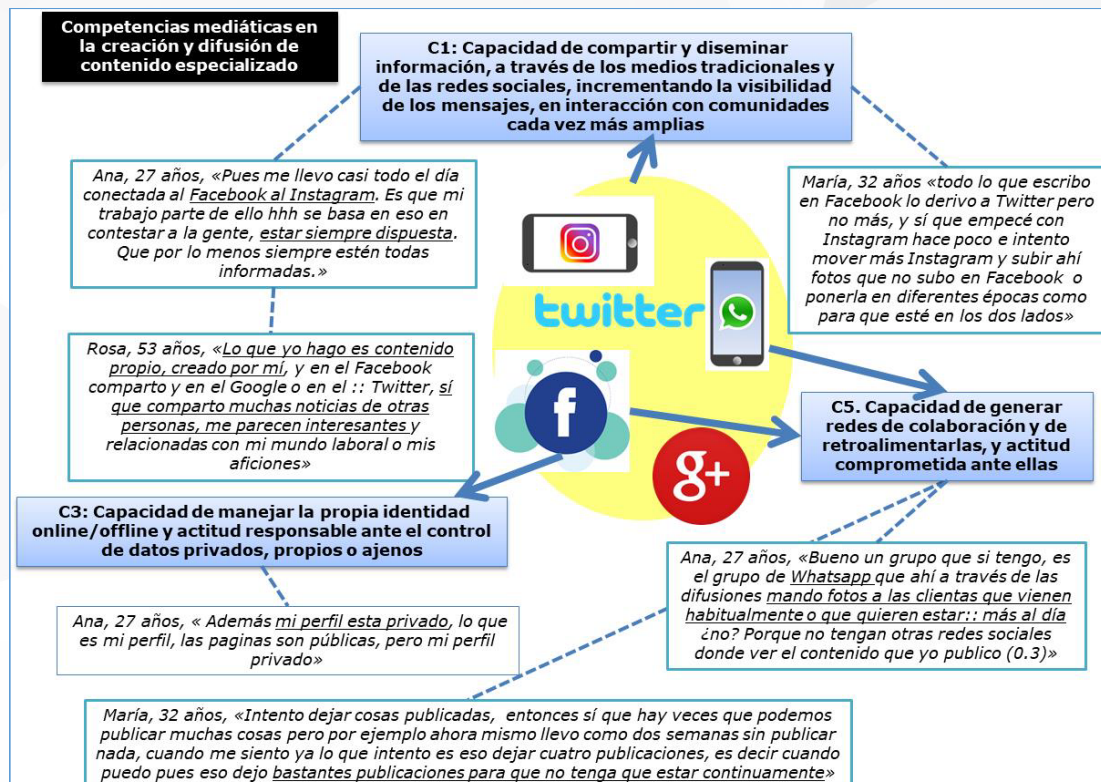 Competencias mediáticas en
la creación y difusión de
contenido especializado
C1: Capacidad de compartir y diseminar
información, a través de los medios tradicionales y
de las redes sociales, incrementando la visibilidad
de los mensajes, en interacción con comunidades
cada vez más amplias
Ana, 27 años, «Pues me llevo casi todo el día
conectada al Facebook al Instagram. Es que mi
trabajo parte de ello hhh se basa en eso en
contestar a la gente, estar siempre dispuesta.
Que por lo menos siempre estén todas
informadas.»
María, 32 años «todo lo que escribo
en Facebook lo derivo a Twitter pero
no más, y sí que empecé con
Instagram hace poco e intento
mover más Instagram y subir ahí
fotos que no subo en Facebook o
ponerla en diferentes épocas como
para que esté en los dos lados»
twitter
Rosa, 53 años, «Lo que yo hago es contenido
propio, creado por mí, y en el Facebook
comparto y en el Google o en el :: Twitter, sí
que comparto muchas noticias de otras
personas, me parecen interesantes y
relacionadas con mi mundo laboral o mis
aficiones»
f
g+
C5. Capacidad de generar
redes de colaboración y de
retroalimentarlas, y actitud
comprometida ante ellas
C3: Capacidad de manejar la propia identidad
online/offline y actitud responsable ante el control
de datos privados, propios o ajenos
Ana, 27 años, «Bueno un grupo que si tengo, es
el grupo de Whatsapp que ahí a través de las
difusiones mando fotos a las clientas que vienen
habitualmente o que quieren estar:: más al día
¿no? Porque no tengan otras redes sociales
donde ver el contenido que yo publico (0.3)»
Ana, 27 años, « Además mi perfil esta privado, lo que
es mi perfil, las paginas son públicas, pero mi perfil
privado»
María, 32 años, «Intento dejar cosas publicadas, entonces sí que hay veces que podemos
publicar muchas cosas pero por ejemplo ahora mismo llevo como dos semanas sin publicar
nada, cuando me siento ya lo que intento es eso dejar cuatro publicaciones, es decir cuando
puedo pues eso dejo bastantes publicaciones para que no tenga que estar continuamente»